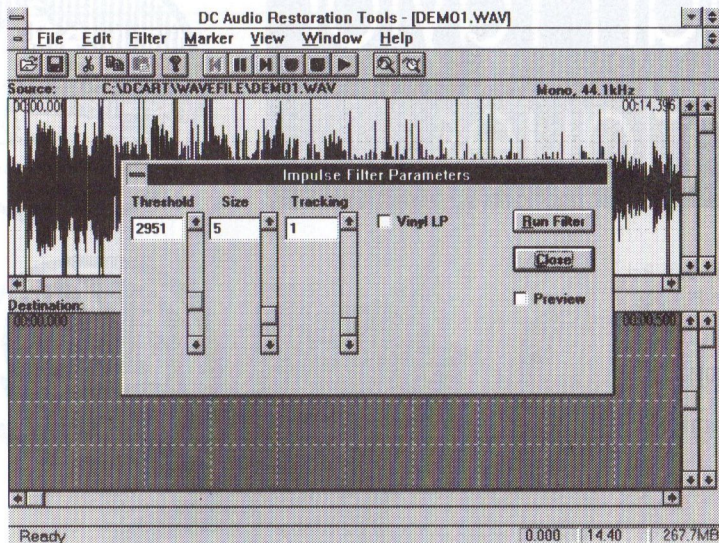 DC Audio Restoration Tools - [DEMO1.WAV]
File Edit Filter Marker View Window Help
Source: C:\DCART\WAVEFILE\DEMO1.WAV Mono, 44.1kHz
00:00.000 00:14.396
Impulse Filter Parameters
Threshold Size Tracking
2951 5 1 Vinyl LP Run Filter
Close
Preview
Destination:
00:00.000 00:00.500
Ready 0.000 14.40 267.7MB